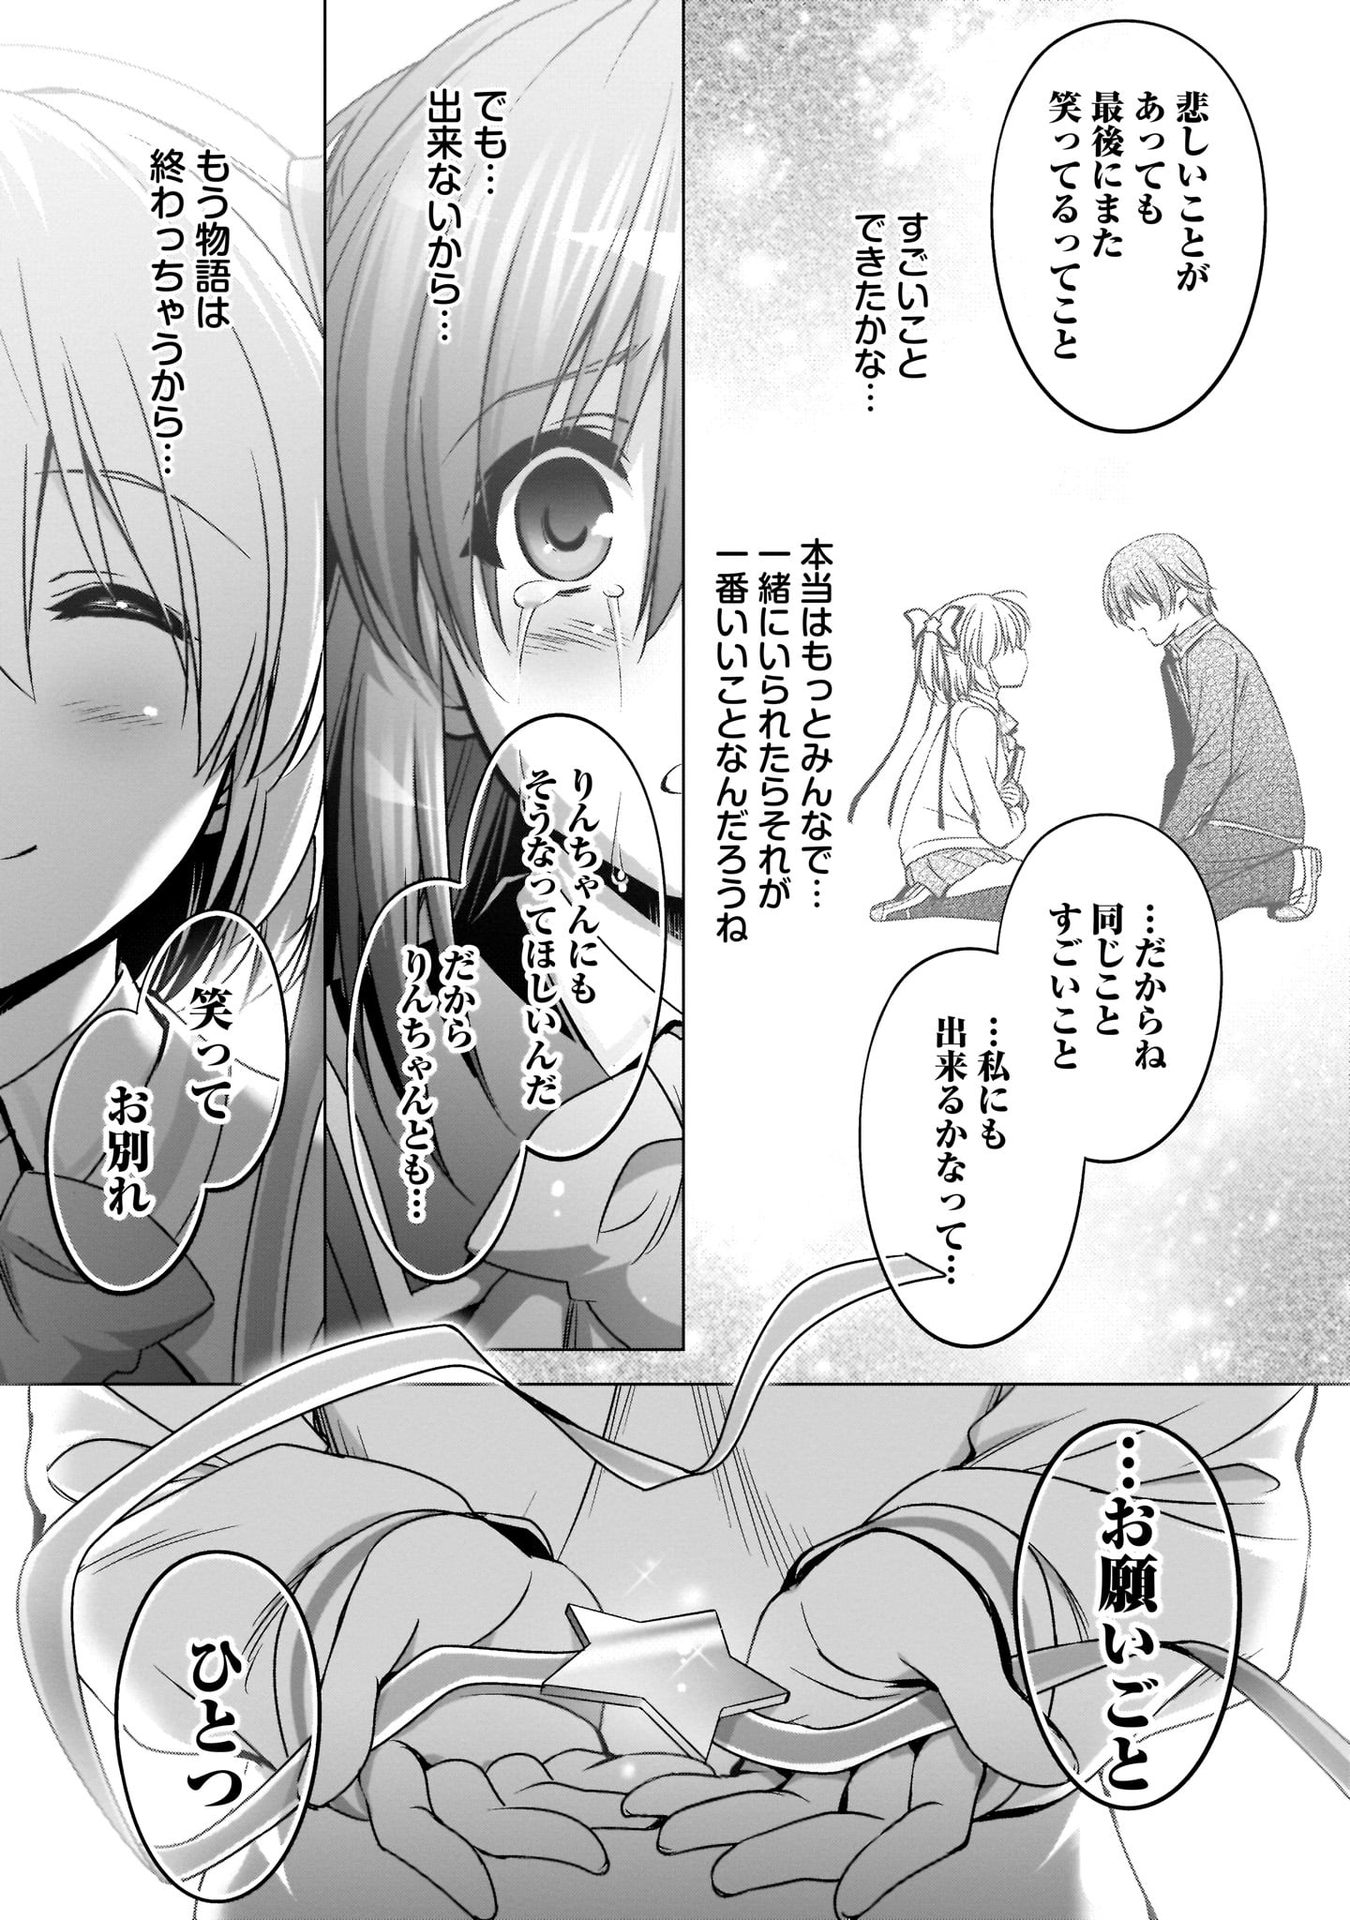 悲しいことが
あっても
最後にまた
笑ってるってこと
すごいこと
できたかな…
…だからね
同じこと
すごいこと
…私にも
出来るかなって…
本当はもっとみんなで…
一緒にいられたらそれが
一番いいことなんだろうね
でも…
出来ないから…
りんちゃんにも
そうなってほしいんだ
だから
りんちゃんとも…
もう物語は
終わっちゃうから…
笑って
お別れ
…お願いごと
ひとつ